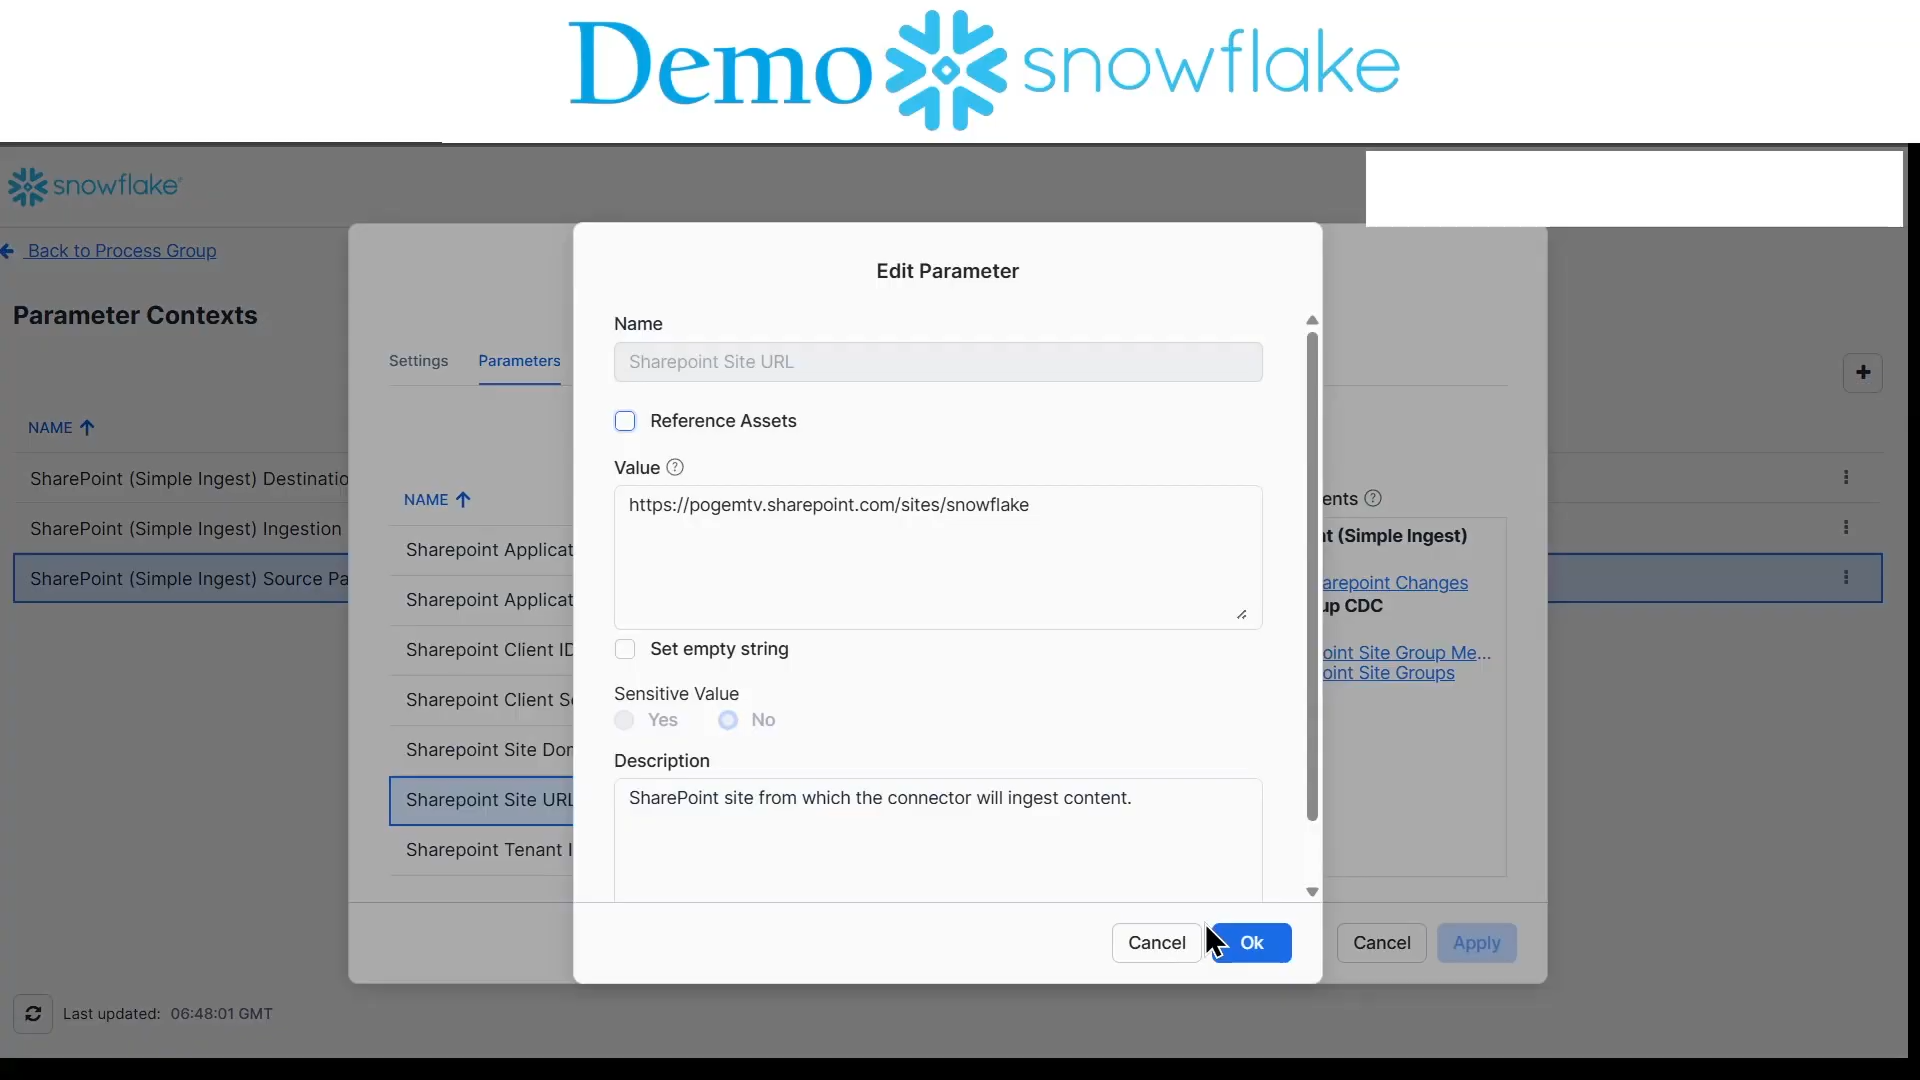 Demo snowflake
snowflake
Back to Process Group
Parameter Contexts
NAME
SharePoint (Simple Ingest) Destinatio
SharePoint (Simple Ingest) Ingestion
SharePoint (Simple Ingest) Source Pa
Settings
Parameters
NAME
Sharepoint Applicat
Sharepoint Applicat
Sharepoint Client ID
Sharepoint Client Se
Sharepoint Site Dom
Sharepoint Site URL
Sharepoint Tenant I
Edit Parameter
Name
Sharepoint Site URL
Reference Assets
Value ?
https://pogemtv.sharepoint.com/sites/snowflake
Set empty string
Sensitive Value
Yes No
Description
SharePoint site from which the connector will ingest content.
Cancel Ok
ents ?
nt (Simple Ingest)
arepoint Changes
up CDC
oint Site Group Me...
oint Site Groups
Cancel Apply
Last updated: 06:48:01 GMT